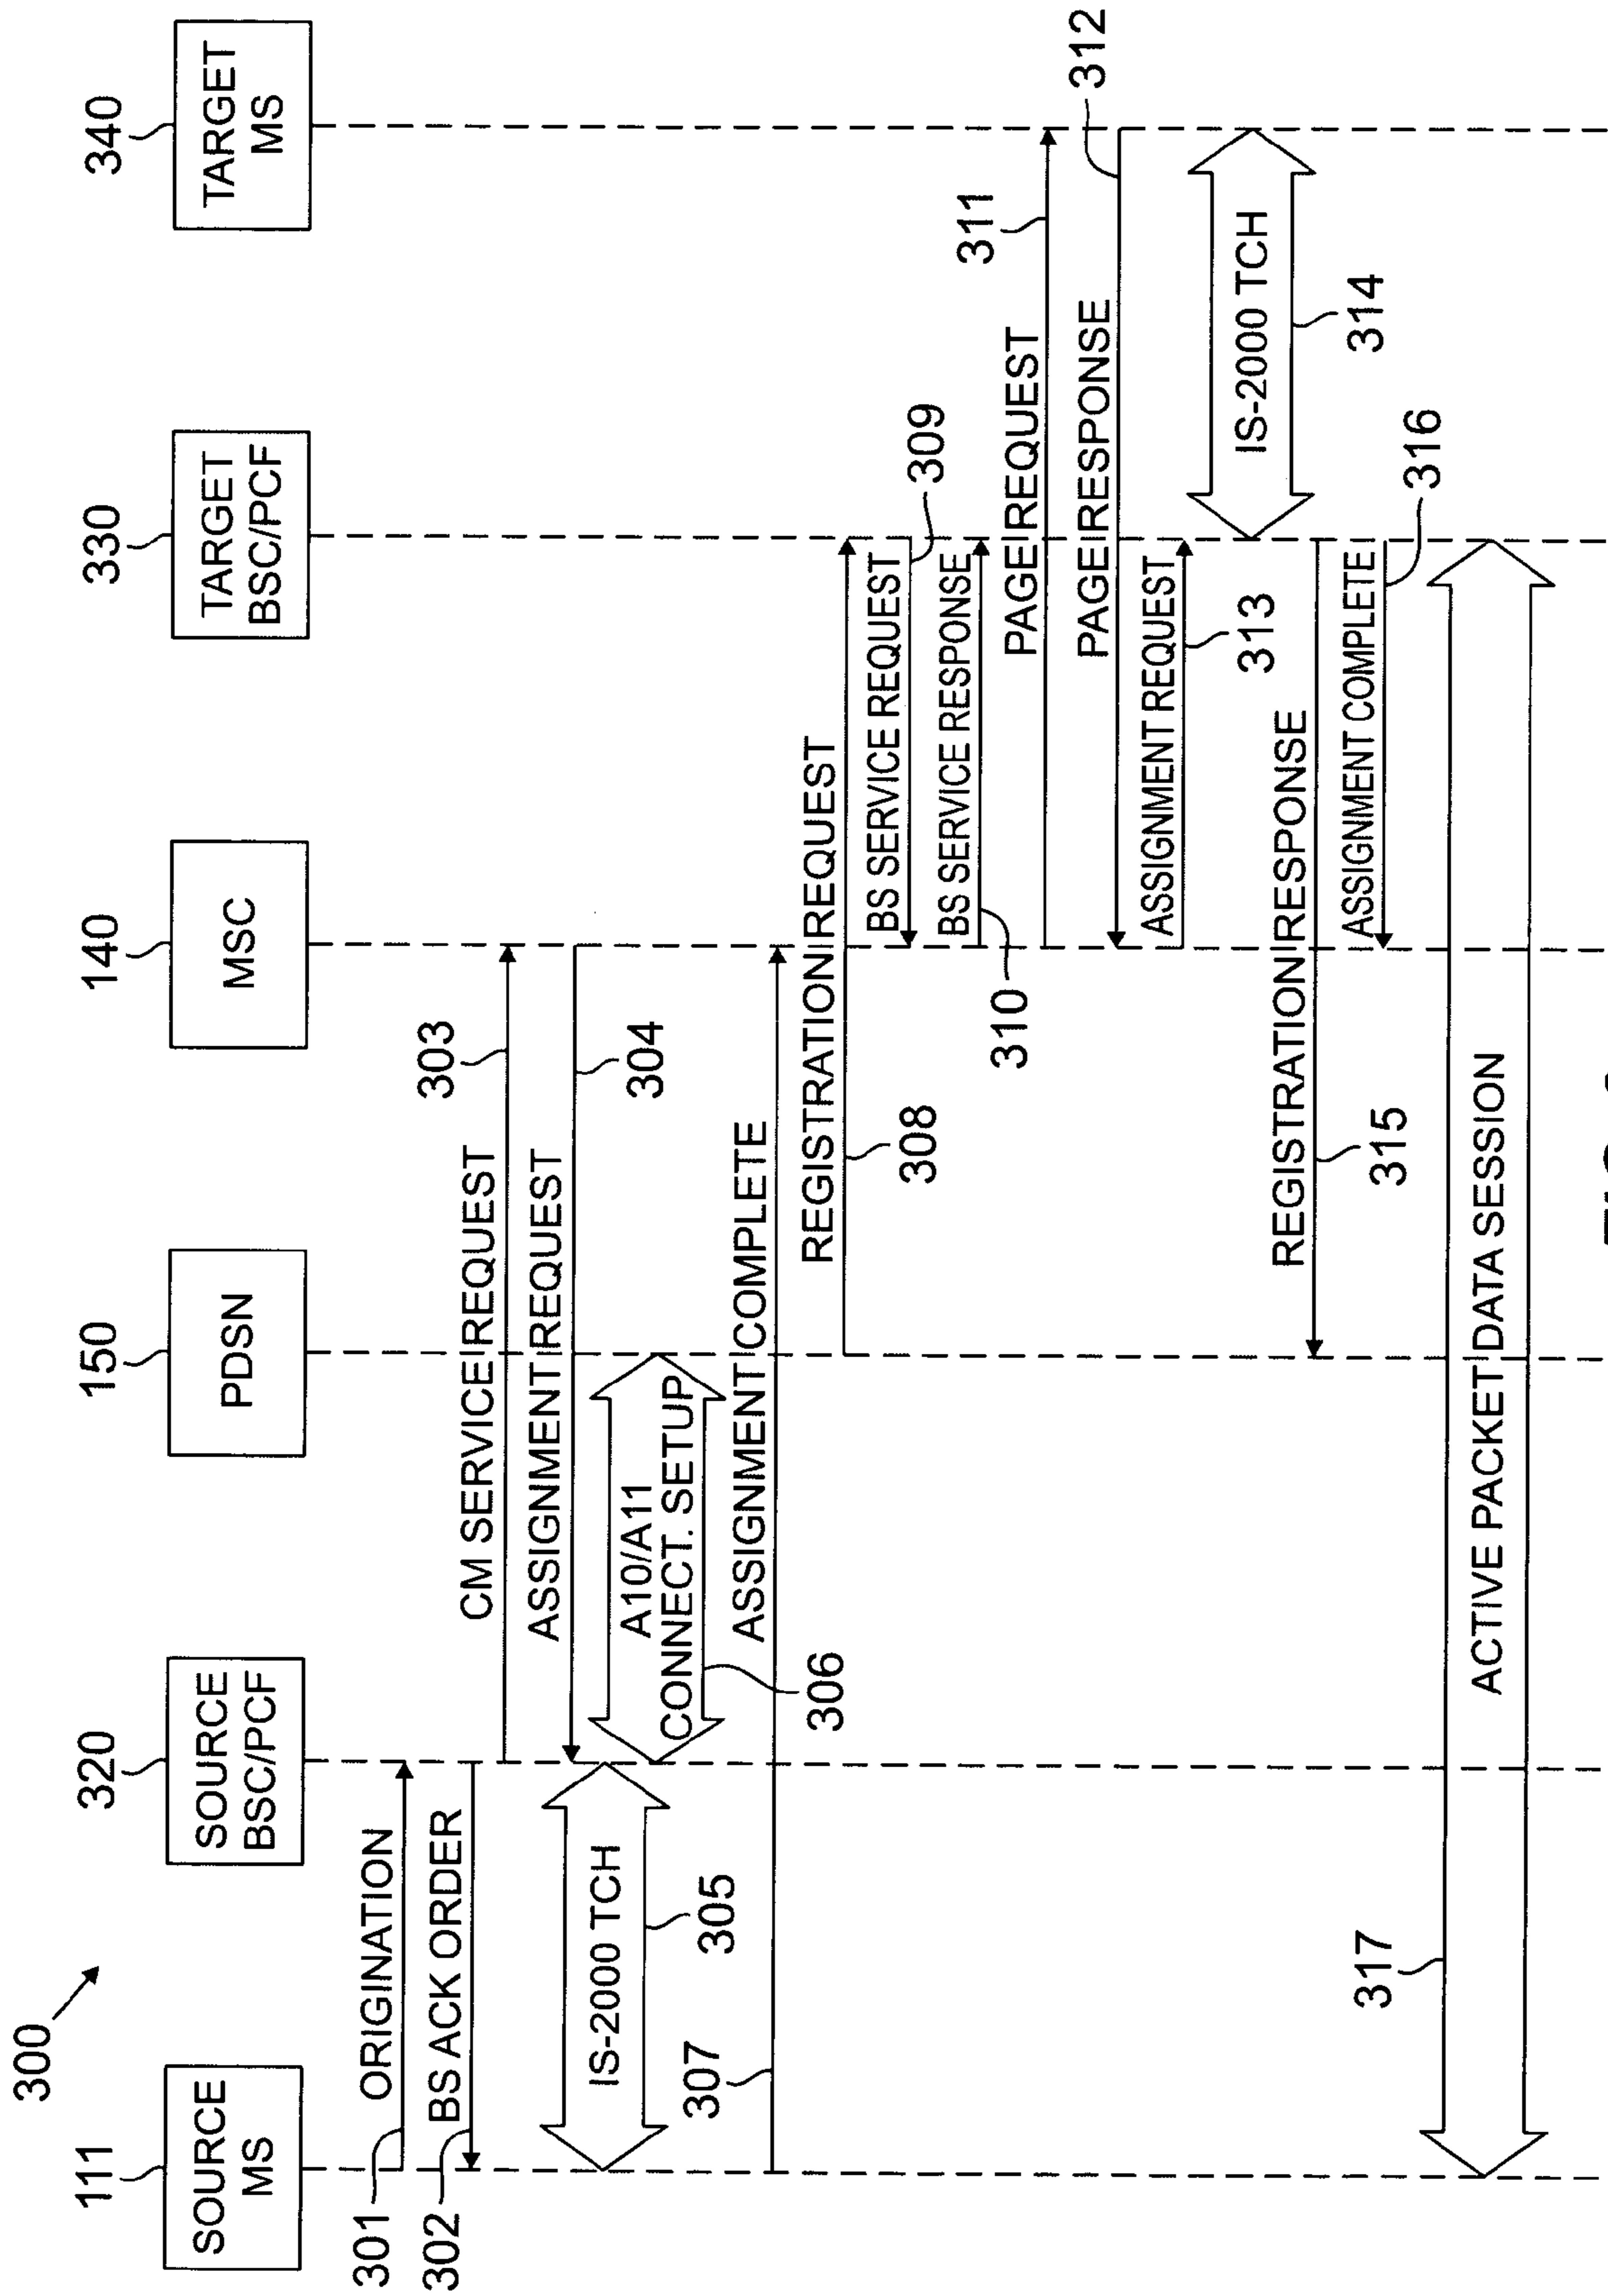 300
111
320
150
140
330
340
SOURCE
MS
SOURCE
BSC/PCF
PDSN
MSC
TARGET
BSC/PCF
TARGET
MS
301
ORIGINATION
302
BS ACK ORDER
CM SERVICE REQUEST
303
ASSIGNMENT REQUEST
304
IS-2000 TCH
305
A10/A11
CONNECT. SETUP
306
307
ASSIGNMENT COMPLETE
REGISTRATION REQUEST
308
BS SERVICE REQUEST
309
BS SERVICE RESPONSE
310
PAGE REQUEST
311
PAGE RESPONSE
312
ASSIGNMENT REQUEST
313
IS-2000 TCH
314
REGISTRATION RESPONSE
315
ASSIGNMENT COMPLETE
316
317
ACTIVE PACKET DATA SESSION